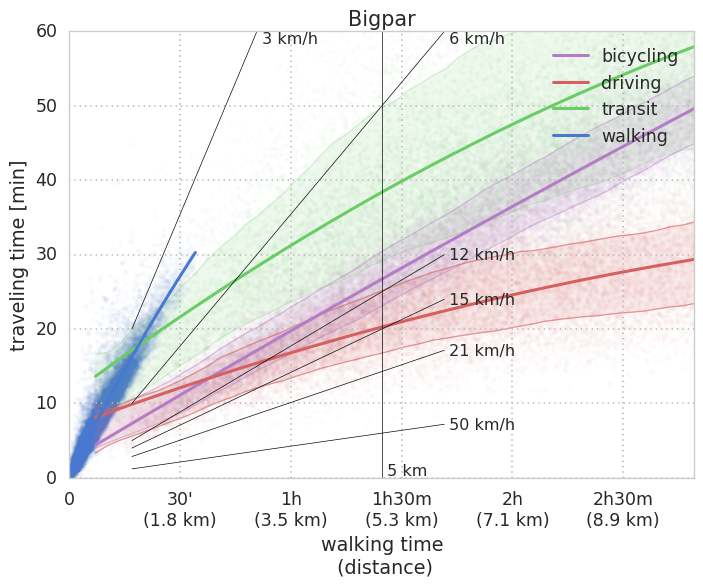 Bigpar
60
50
40
30
20
10
0
traveling time [min]
3 km/h
6 km/h
bicycling
driving
transit
walking
12 km/h
15 km/h
21 km/h
50 km/h
5 km
0
30'
(1.8 km)
1h
(3.5 km)
1h30m
(5.3 km)
2h
(7.1 km)
2h30m
(8.9 km)
walking time
(distance)